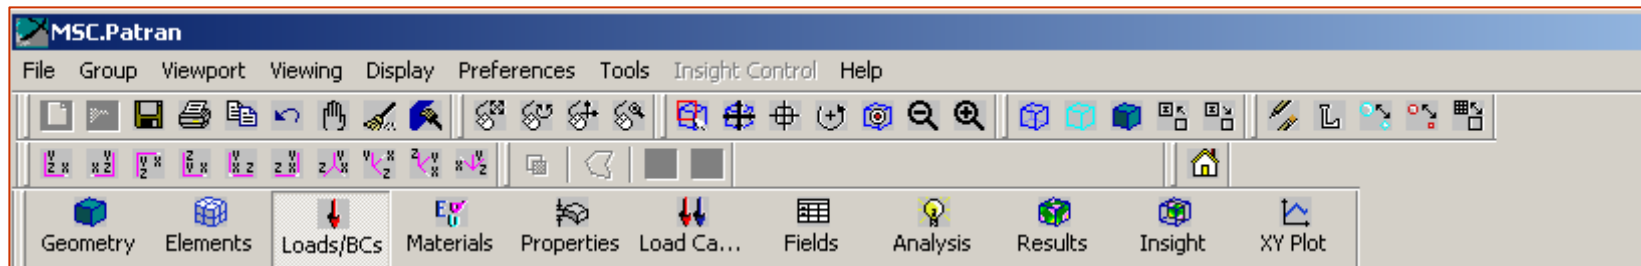 MSC.Patran
File Group Viewport Viewing Display Preferences Tools Insight Control Help
Geometry Elements Loads/BCs Materials Properties Load Ca... Fields Analysis Results Insight XY Plot